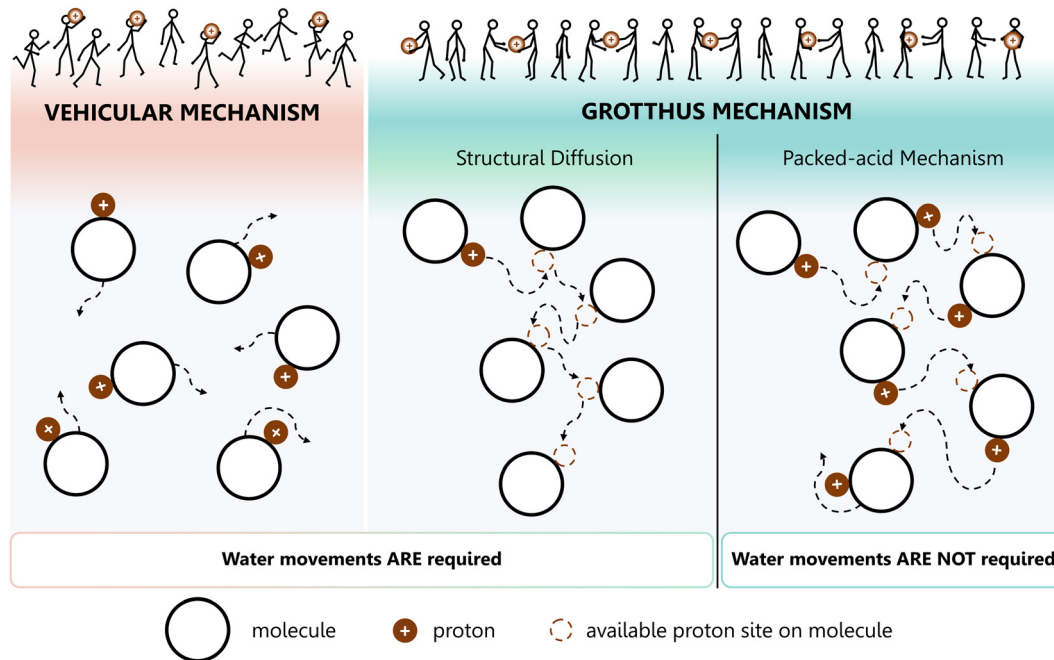 VEHICULAR MECHANISM
GROTTHUS MECHANISM
Structural Diffusion
Packed-acid Mechanism
Water movements ARE required
Water movements ARE NOT required
molecule
proton
available proton site on molecule